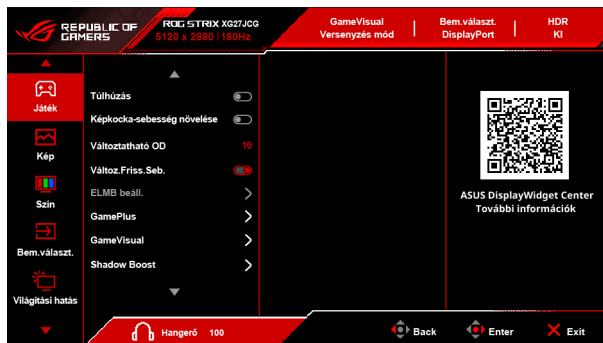 REPUBLIC OF
GAMERS
ROG STRIX XG27JCG
5120 x 2880 | 180Hz
GameVisual
Versenyzés mód
Bem.választ.
DisplayPort
HDR
KI
Játék
Kép
Szín
Bem.választ.
Világítási hatás
Túlhúzás
Képkocka-sebesség növelése
Változtatható OD 10
Változ.Friss.Seb.
ELMB beáll.
GamePlus
GameVisual
Shadow Boost
ASUS DisplayWidget Center
További információk
Hangerő 100
Back
Enter
Exit